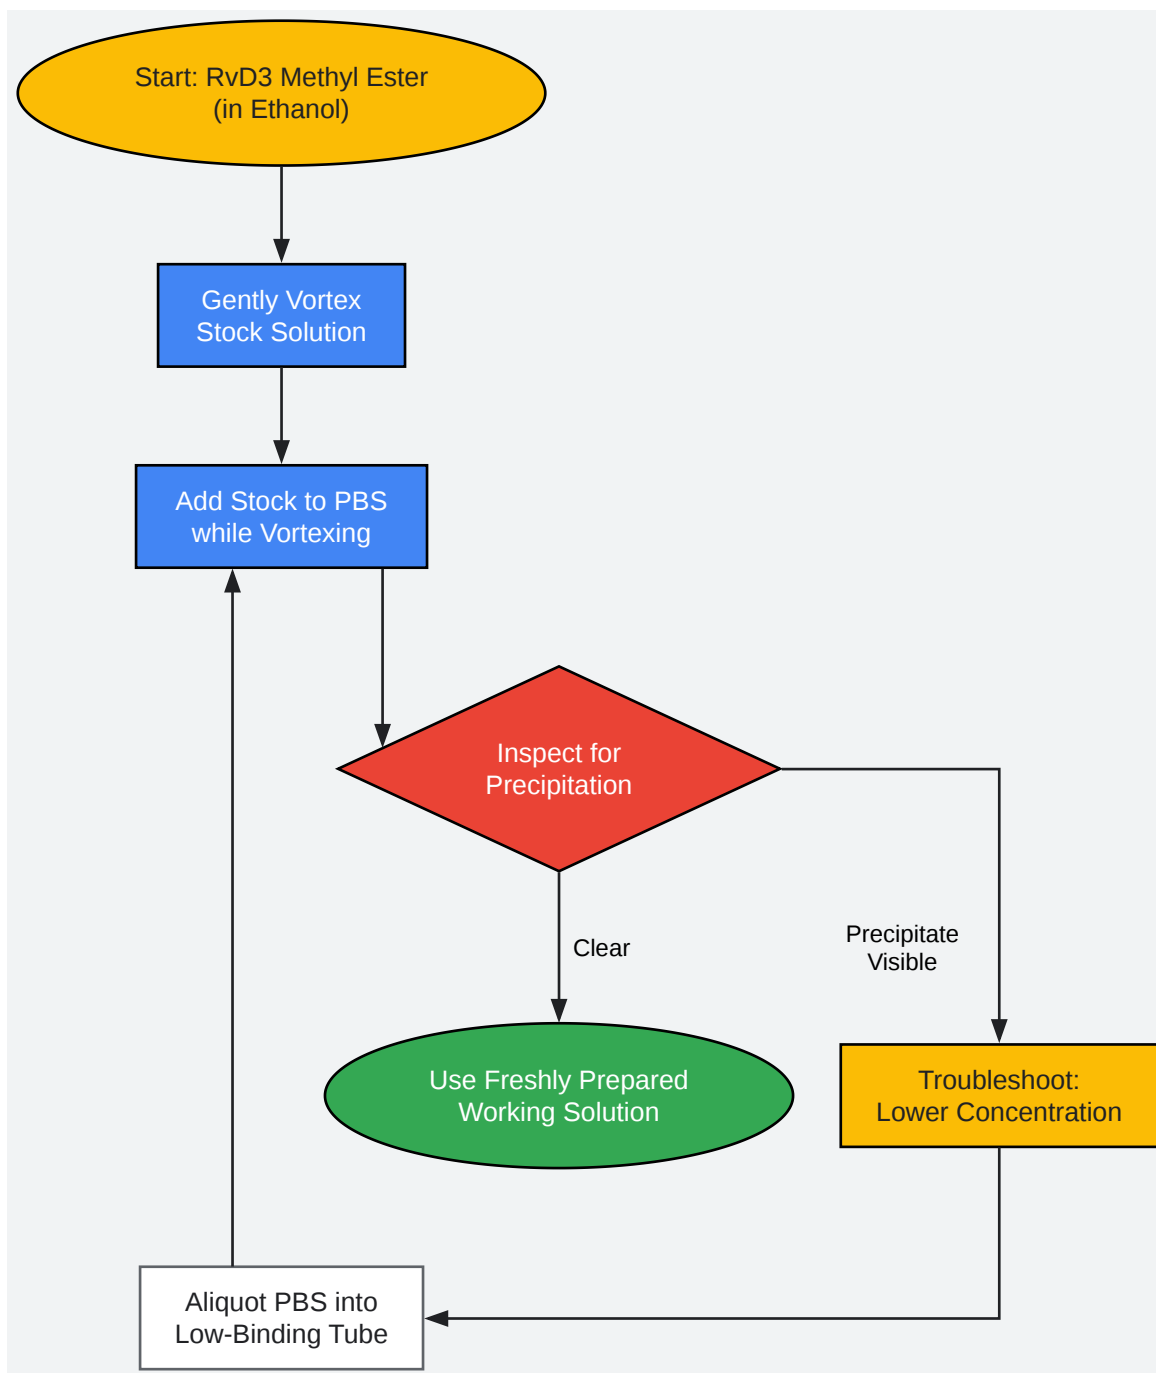 Start: RvD3 Methyl Ester
(in Ethanol)
Gently Vortex
Stock Solution
Add Stock to PBS
while Vortexing
Inspect for
Precipitation
Clear
Precipitate
Visible
Use Freshly Prepared
Working Solution
Troubleshoot:
Lower Concentration
Aliquot PBS into
Low-Binding Tube